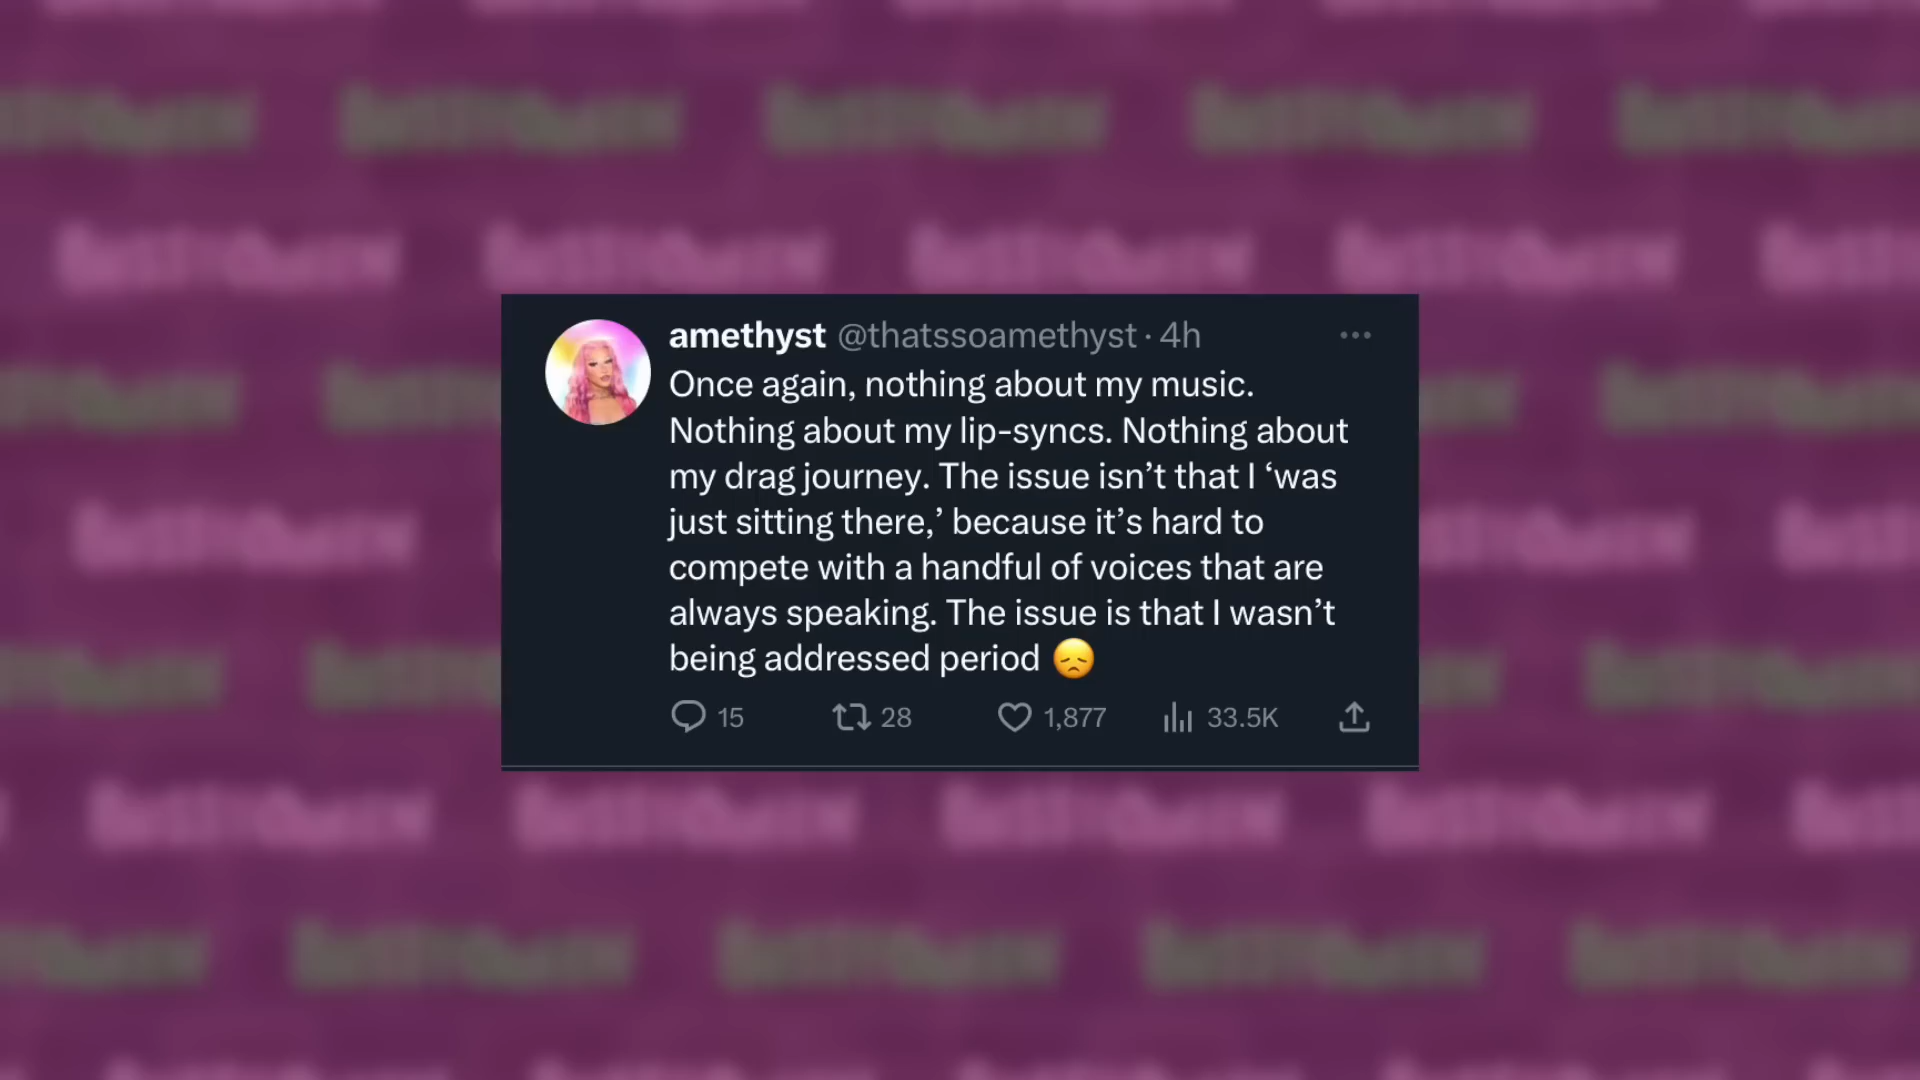 amethyst @thatssoamethyst · 4h
Once again, nothing about my music.
Nothing about my lip-syncs. Nothing about
my drag journey. The issue isn’t that I ‘was
just sitting there,’ because it’s hard to
compete with a handful of voices that are
always speaking. The issue is that I wasn’t
being addressed period 😞
15 28 1,877 33.5K